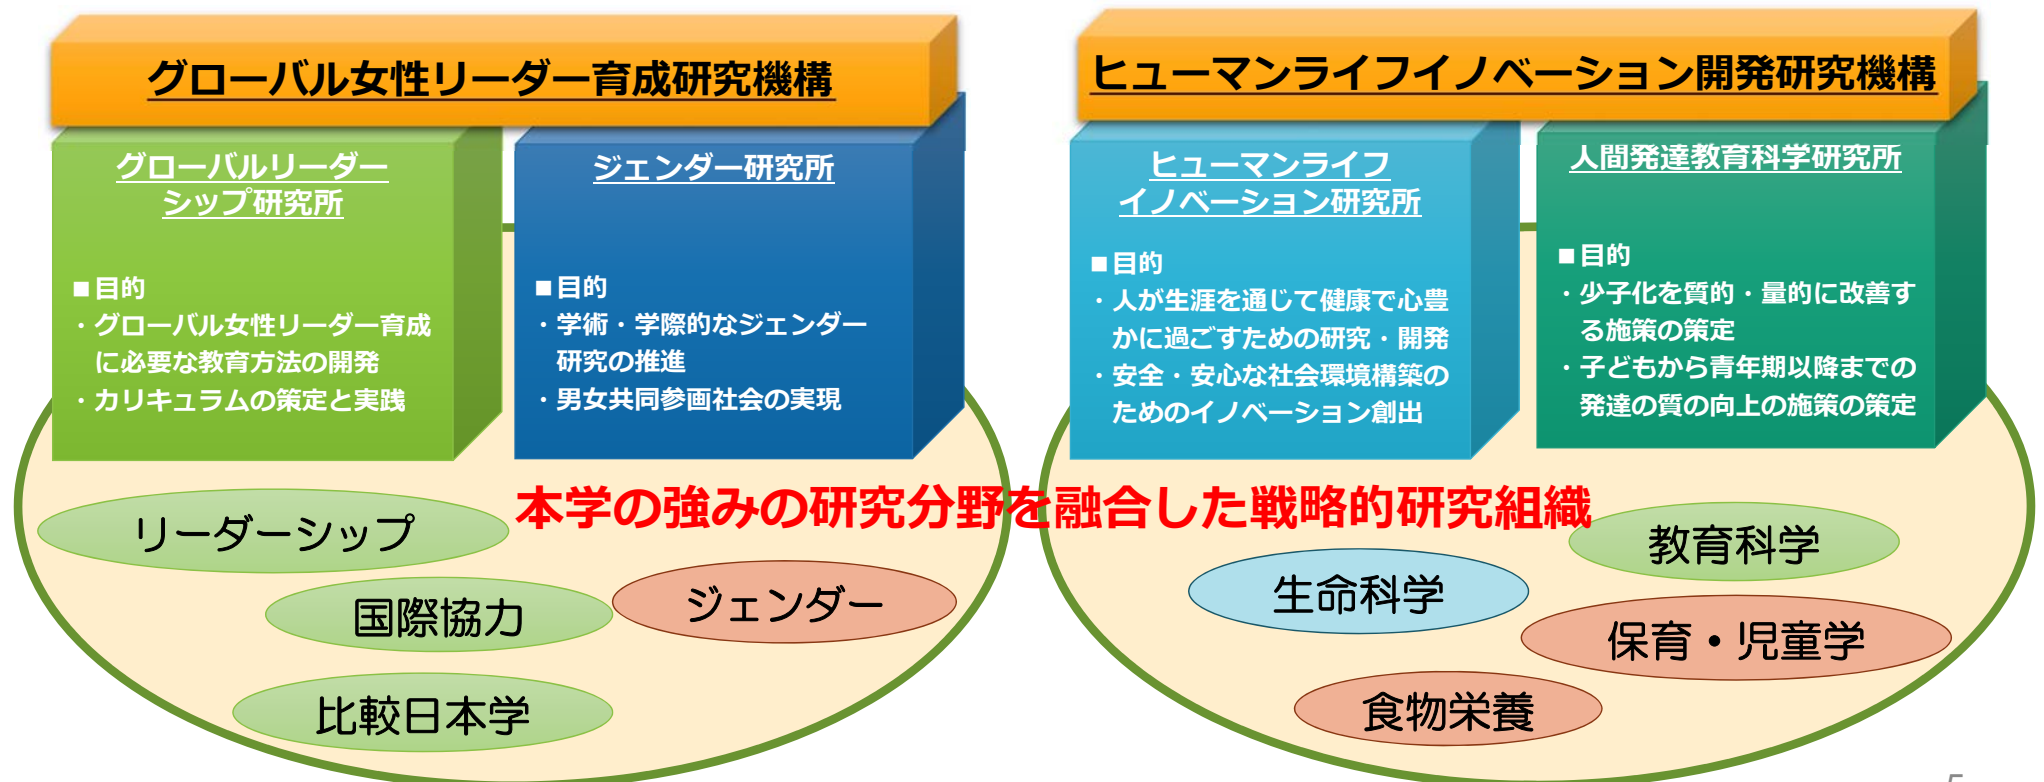 グローバル女性リーダー育成研究機構
グローバルリーダー
シップ研究所
■目的
・グローバル女性リーダー育成
に必要な教育方法の開発
・カリキュラムの策定と実践
ジェンダー研究所
■目的
・学術・学際的なジェンダー
研究の推進
・男女共同参画社会の実現
ヒューマンライフイノベーション開発研究機構
ヒューマンライフ
イノベーション研究所
■目的
・人が生涯を通じて健康で心豊
かに過ごすための研究・開発
・安全・安心な社会環境構築の
ためのイノベーション創出
人間発達教育科学研究所
■目的
・少子化を質的・量的に改善す
る施策の策定
・子どもから青年期以降までの
発達の質の向上の施策の策定
本学の強みの研究分野を融合した戦略的研究組織
リーダーシップ
国際協力
ジェンダー
比較日本学
教育科学
生命科学
保育・児童学
食物栄養